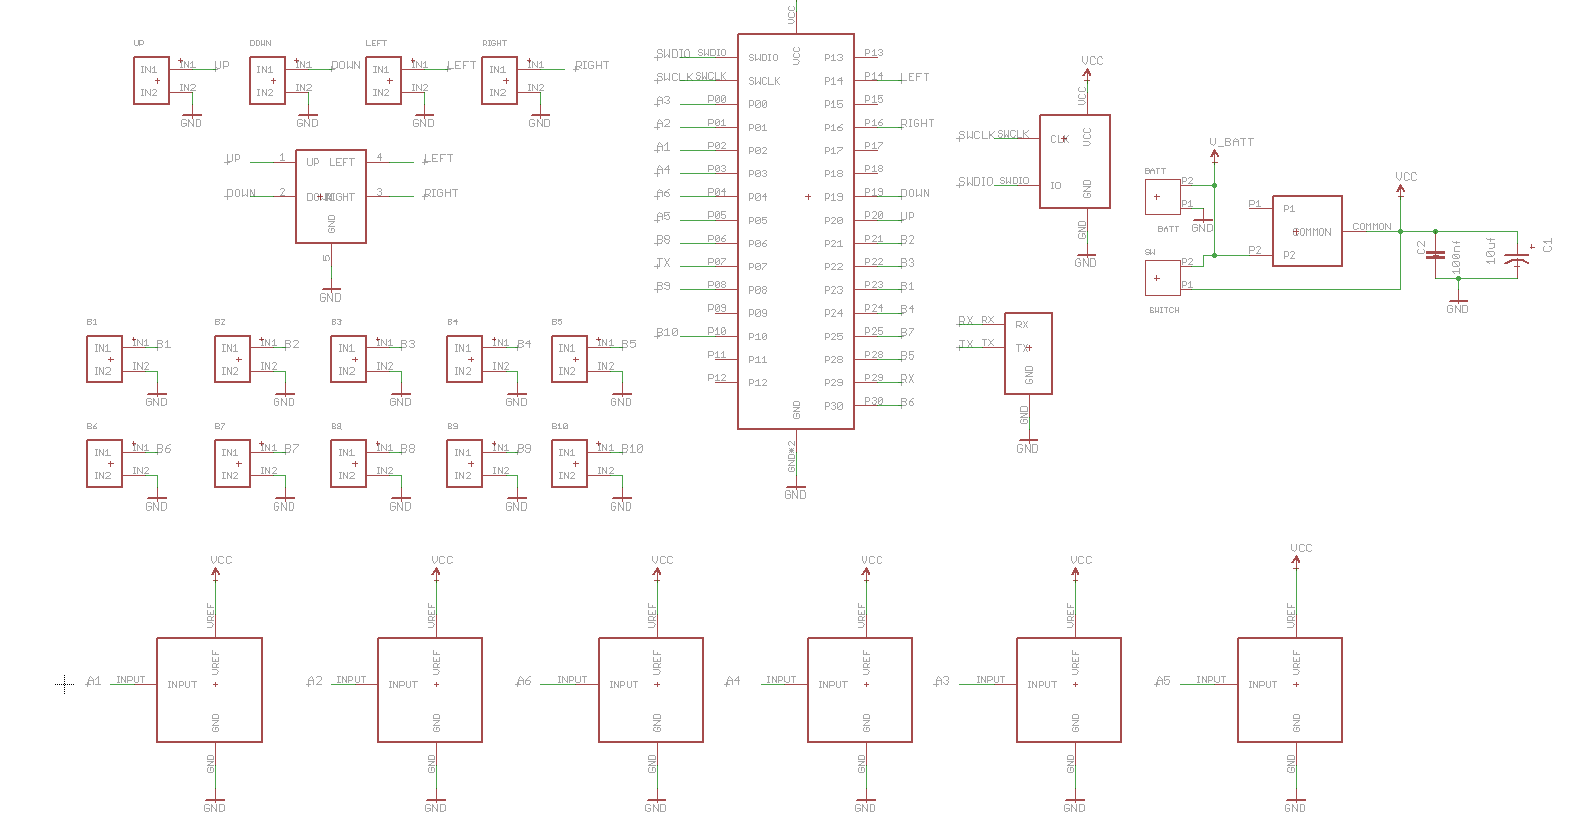 UP DOWN LEFT RIGHT
IN1 IN1 UP IN1 IN1 DOWN IN1 IN1 LEFT IN1 IN1 RIGHT
IN2 IN2 IN2 IN2 IN2 IN2 IN2 IN2
GND GND GND GND
UP 1 UP LEFT 4 LEFT
DOWN 2 RIGHT 3 RIGHT
GND
5
GND
B1 B2 B3 B4 B5
IN1 IN1 B1 IN1 IN1 B2 IN1 IN1 B3 IN1 IN1 B4 IN1 IN1 B5
IN2 IN2 IN2 IN2 IN2 IN2 IN2 IN2 IN2 IN2
GND GND GND GND GND
B6 B7 B8 B9 B10
IN1 IN1 B6 IN1 IN1 B7 IN1 IN1 B8 IN1 IN1 B9 IN1 IN1 B10
IN2 IN2 IN2 IN2 IN2 IN2 IN2 IN2 IN2 IN2
GND GND GND GND GND
VCC
VCC
SWDIO SWDIO SWDIO P13 P13
SWCLK SWCLK SWCLK P14 P14 LEFT
A3 P00 P00 P15 P15
A2 P01 P01 P16 P16 RIGHT
A1 P02 P02 P17 P17
A4 P03 P03 P18 P18
A6 P04 P04 P19 P19 DOWN
A5 P05 P05 P20 P20 UP
B8 P06 P06 P21 P21 B2
TX P07 P07 P22 P22 B3
B9 P08 P08 P23 P23 B1
P09 P09 P24 P24 B4
B10 P10 P10 P25 P25 B7
P11 P11 P28 P28 B5
P12 P12 P29 P29 RX
P30 P30 B6
GND
GND*2
GND
VCC
VCC
SWCLK SWCLK CLK VCC
SWDIO SWDIO IO GND
GND
GND
RX RX RX
TX TX TX
GND
GND
GND
V_BATT
BATT
P2
P1
BATT GND
SW
P2
P1
SWITCH
P1 P1
COMMON COMMON
P2 P2
VCC
C2 100nf 10uf C1
GND
VCC VCC VCC VCC VCC VCC
VREF VREF VREF VREF VREF VREF
VREF VREF VREF VREF VREF VREF
A1 INPUT INPUT A2 INPUT INPUT A6 INPUT INPUT A4 INPUT INPUT A3 INPUT INPUT A5 INPUT INPUT
GND GND GND GND GND GND
GND GND GND GND GND GND
GND GND GND GND GND GND